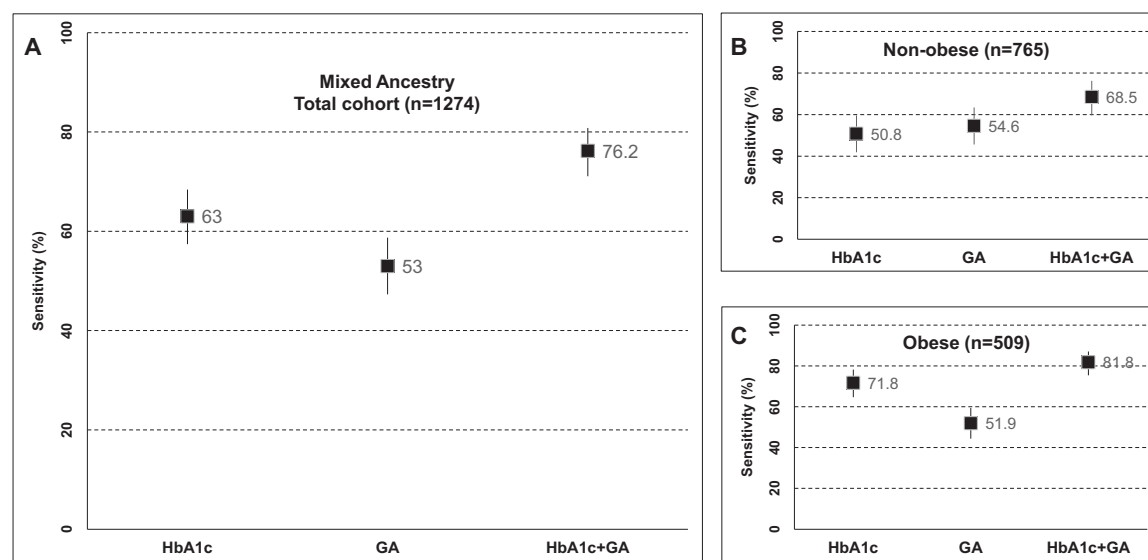 A
Mixed Ancestry
Total cohort (n=1274)
Sensitivity (%)
100
80
60
40
20
0
63
53
76.2
HbA1c
GA
HbA1c+GA
B
Non-obese (n=765)
Sensitivity (%)
100
80
60
40
20
0
50.8
54.6
68.5
HbA1c
GA
HbA1c+GA
C
Obese (n=509)
Sensitivity (%)
100
80
60
40
20
0
71.8
51.9
81.8
HbA1c
GA
HbA1c+GA